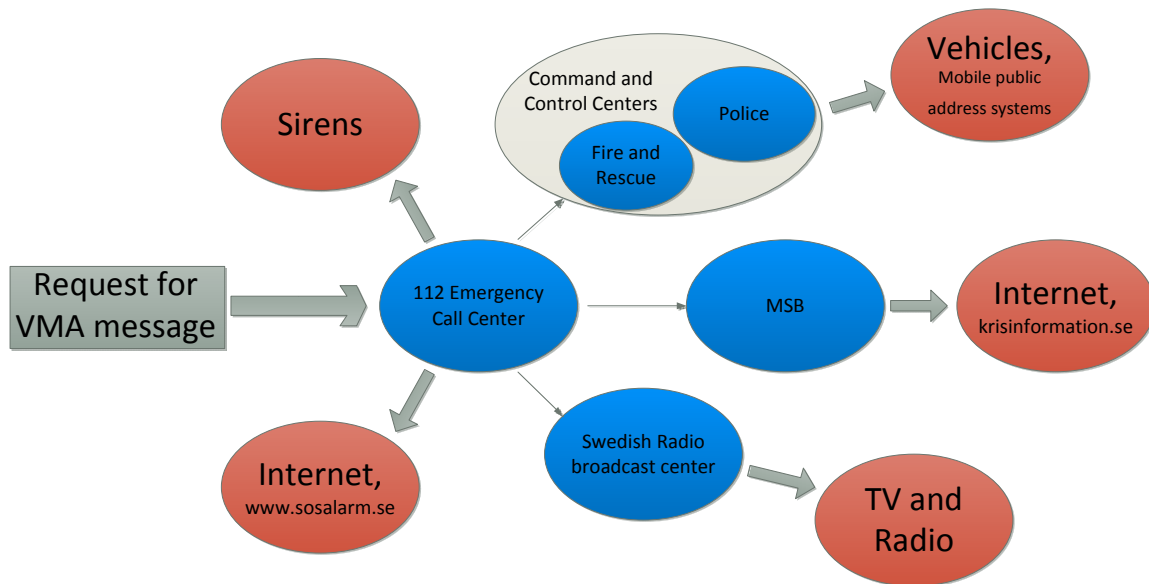 Vehicles,
Mobile public
address systems
Command and
Control Centers
Police
Fire and
Rescue
Sirens
Request for
VMA message
112 Emergency
Call Center
MSB
Internet,
krisinformation.se
Swedish Radio
broadcast center
Internet,
www.sosalarm.se
TV and
Radio